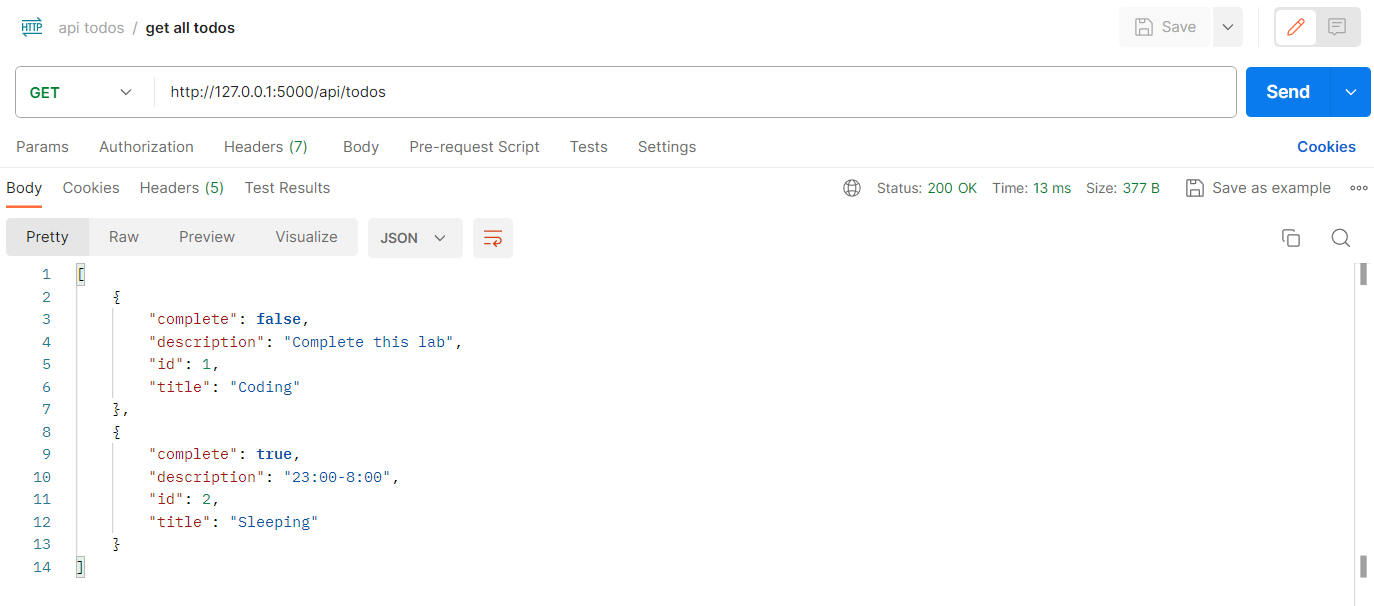 HTTP api todos / get all todos Save
GET http://127.0.0.1:5000/api/todos Send
Params Authorization Headers (7) Body Pre-request Script Tests Settings Cookies
Body Cookies Headers (5) Test Results Status: 200 OK Time: 13 ms Size: 377 B Save as example
Pretty Raw Preview Visualize JSON
1 [
2 {
3 "complete": false,
4 "description": "Complete this lab",
5 "id": 1,
6 "title": "Coding"
7 },
8 {
9 "complete": true,
10 "description": "23:00-8:00",
11 "id": 2,
12 "title": "Sleeping"
13 }
14 ]